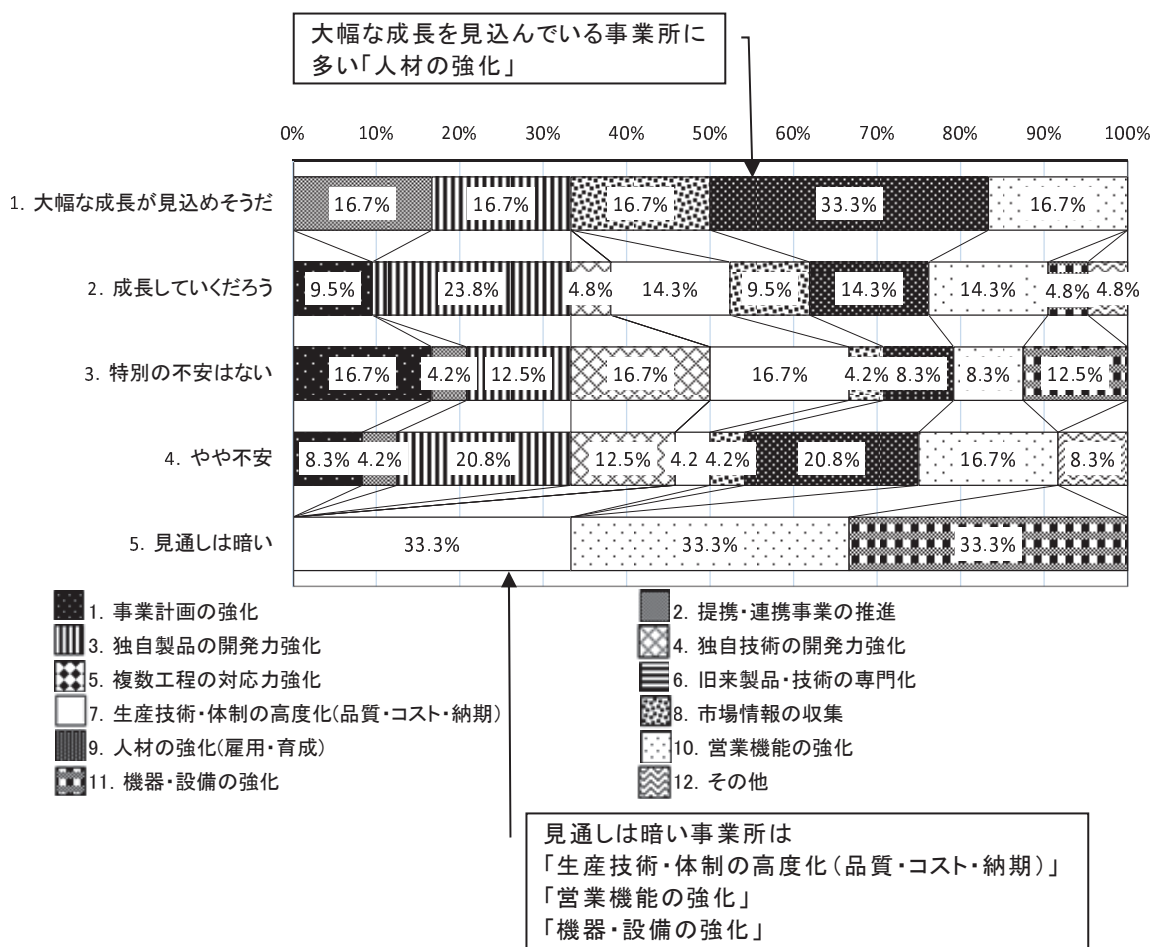 大幅な成長を見込んでいる事業所に
多い「人材の強化」
0% 10% 20% 30% 40% 50% 60% 70% 80% 90% 100%
1. 大幅な成長が見込めそうだ 16.7% 16.7% 16.7% 33.3% 16.7%
2. 成長していくだろう 9.5% 23.8% 4.8% 14.3% 9.5% 14.3% 14.3% 4.8% 4.8%
3. 特別の不安はない 16.7% 4.2% 12.5% 16.7% 16.7% 4.2% 8.3% 8.3% 12.5%
4. やや不安 8.3% 4.2% 20.8% 12.5% 4.2 4.2% 20.8% 16.7% 8.3%
5. 見通しは暗い 33.3% 33.3% 33.3%
1. 事業計画の強化 2. 提携・連携事業の推進
3. 独自製品の開発力強化 4. 独自技術の開発力強化
5. 複数工程の対応力強化 6. 旧来製品・技術の専門化
7. 生産技術・体制の高度化(品質・コスト・納期) 8. 市場情報の収集
9. 人材の強化(雇用・育成) 10. 営業機能の強化
11. 機器・設備の強化 12. その他
見通しは暗い事業所は
「生産技術・体制の高度化(品質・コスト・納期)」
「営業機能の強化」
「機器・設備の強化」